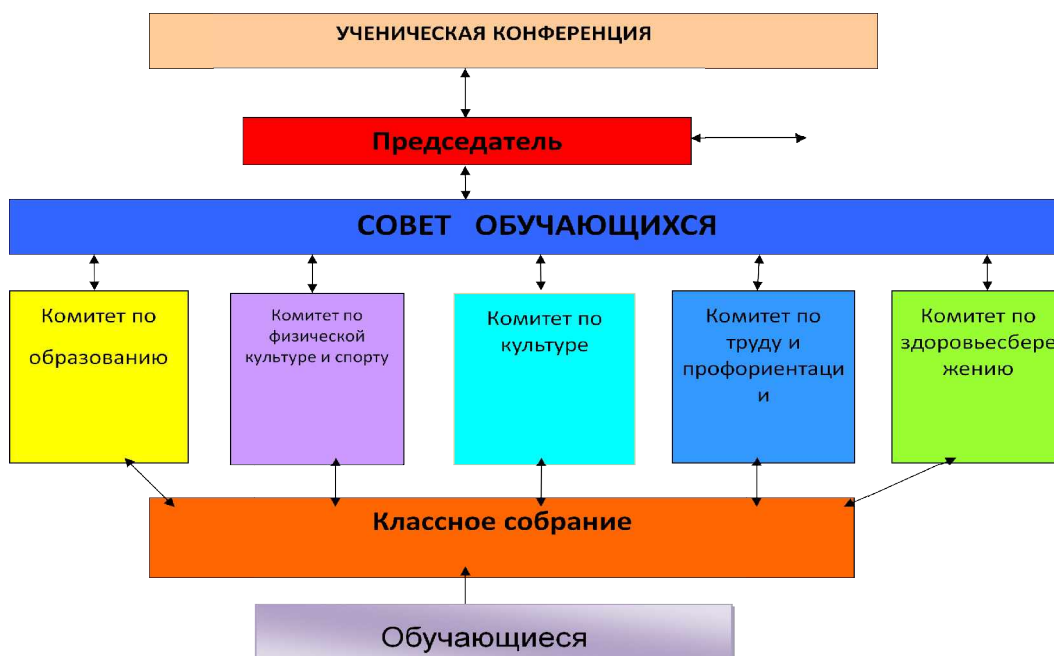 УЧЕНИЧЕСКАЯ КОНФЕРЕНЦИЯ
Председатель
СОВЕТ ОБУЧАЮЩИХСЯ
Комитет по
образованию
Комитет по
физической
культуре и спорту
Комитет по
культуре
Комитет по
труду и
профориентаци
и
Комитет по
здоровьесбере
жению
Классное собрание
Обучающиеся